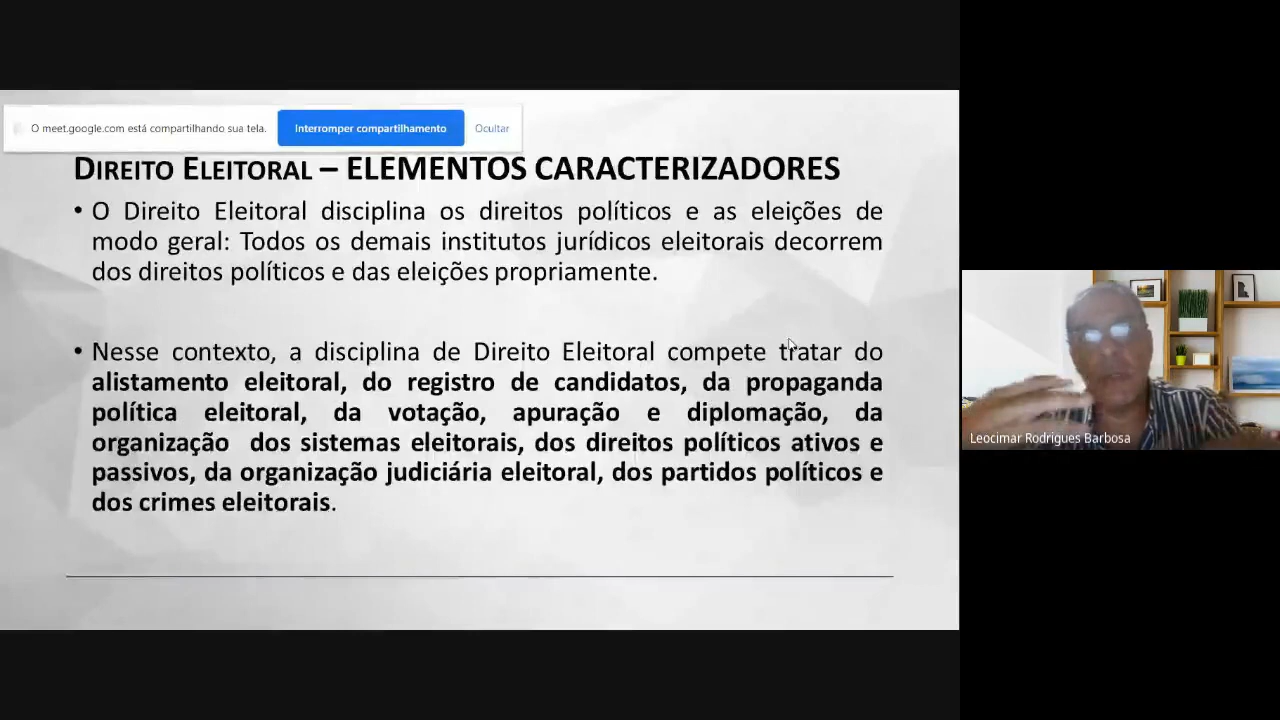 O meet.google.com está compartilhando sua tela.
Interromper compartilhamento
Ocultar
DIREITO ELEITORAL – ELEMENTOS CARACTERIZADORES
• O Direito Eleitoral disciplina os direitos políticos e as eleições de
modo geral: Todos os demais institutos jurídicos eleitorais decorrem
dos direitos políticos e das eleições propriamente.
• Nesse contexto, a disciplina de Direito Eleitoral compete tratar do
alistamento eleitoral, do registro de candidatos, da propaganda
política eleitoral, da votação, apuração e diplomação, da
organização dos sistemas eleitorais, dos direitos políticos ativos e
passivos, da organização judiciária eleitoral, dos partidos políticos e
dos crimes eleitorais.
Leocimar Rodrigues Barbosa